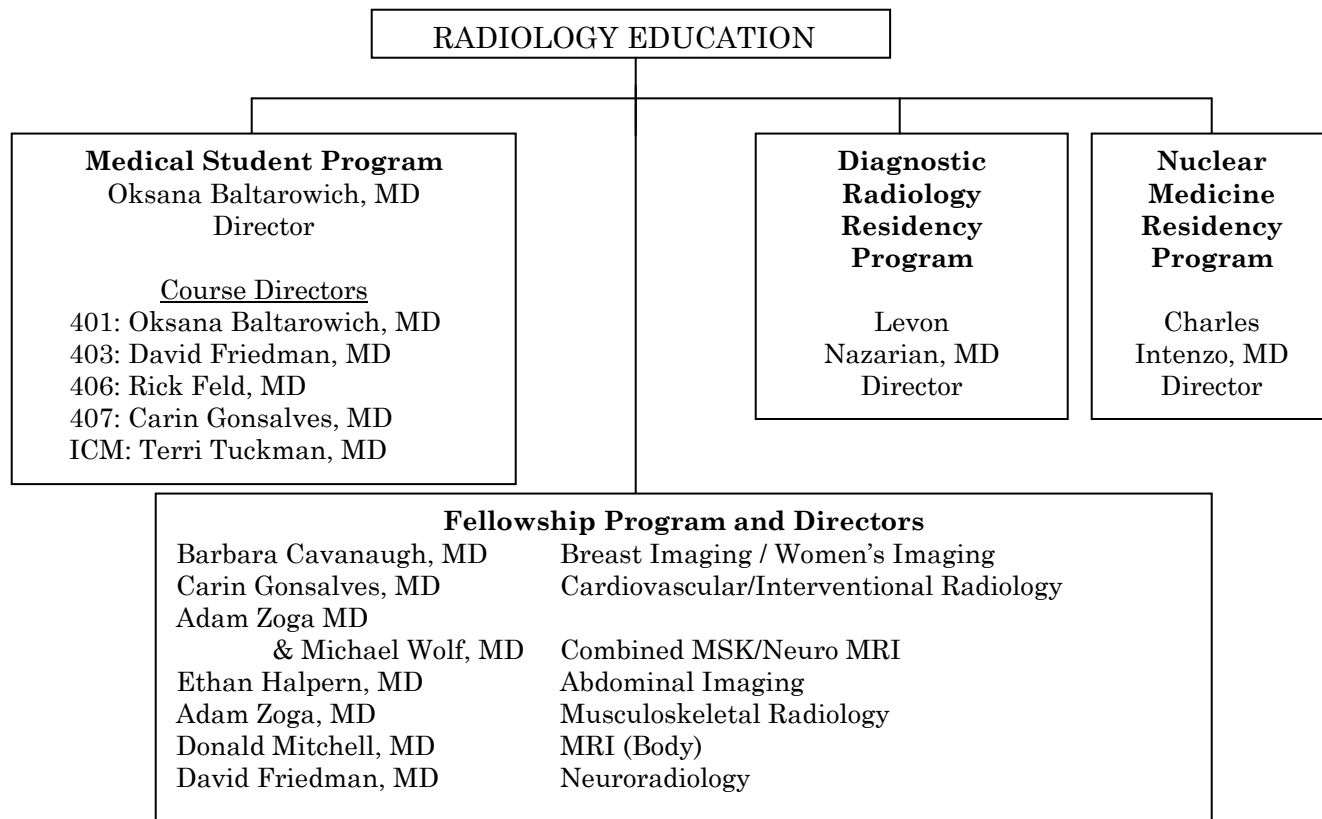 RADIOLOGY EDUCATION
Medical Student Program
Oksana Baltarowich, MD
Director
Course Directors
401: Oksana Baltarowich, MD
403: David Friedman, MD
406: Rick Feld, MD
407: Carin Gonsalves, MD
ICM: Terri Tuckman, MD
Diagnostic
Radiology
Residency
Program
Levon
Nazarian, MD
Director
Nuclear
Medicine
Residency
Program
Charles
Intenzo, MD
Director
Fellowship Program and Directors
Barbara Cavanaugh, MD Breast Imaging / Women’s Imaging
Carin Gonsalves, MD Cardiovascular/Interventional Radiology
Adam Zoga MD
& Michael Wolf, MD Combined MSK/Neuro MRI
Ethan Halpern, MD Abdominal Imaging
Adam Zoga, MD Musculoskeletal Radiology
Donald Mitchell, MD MRI (Body)
David Friedman, MD Neuroradiology